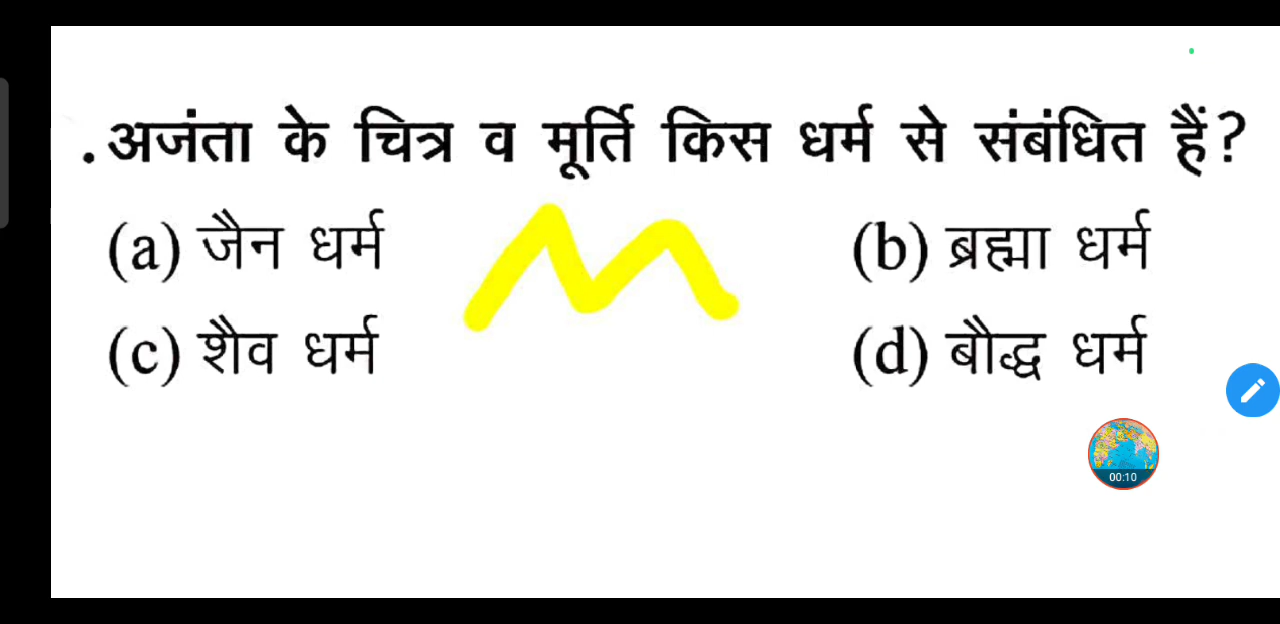 . अजंता के चित्र व मूर्ति किस धर्म से संबंधित हैं?
(a) जैन धर्म (b) ब्रह्मा धर्म
(c) शैव धर्म (d) बौद्ध धर्म
00:10